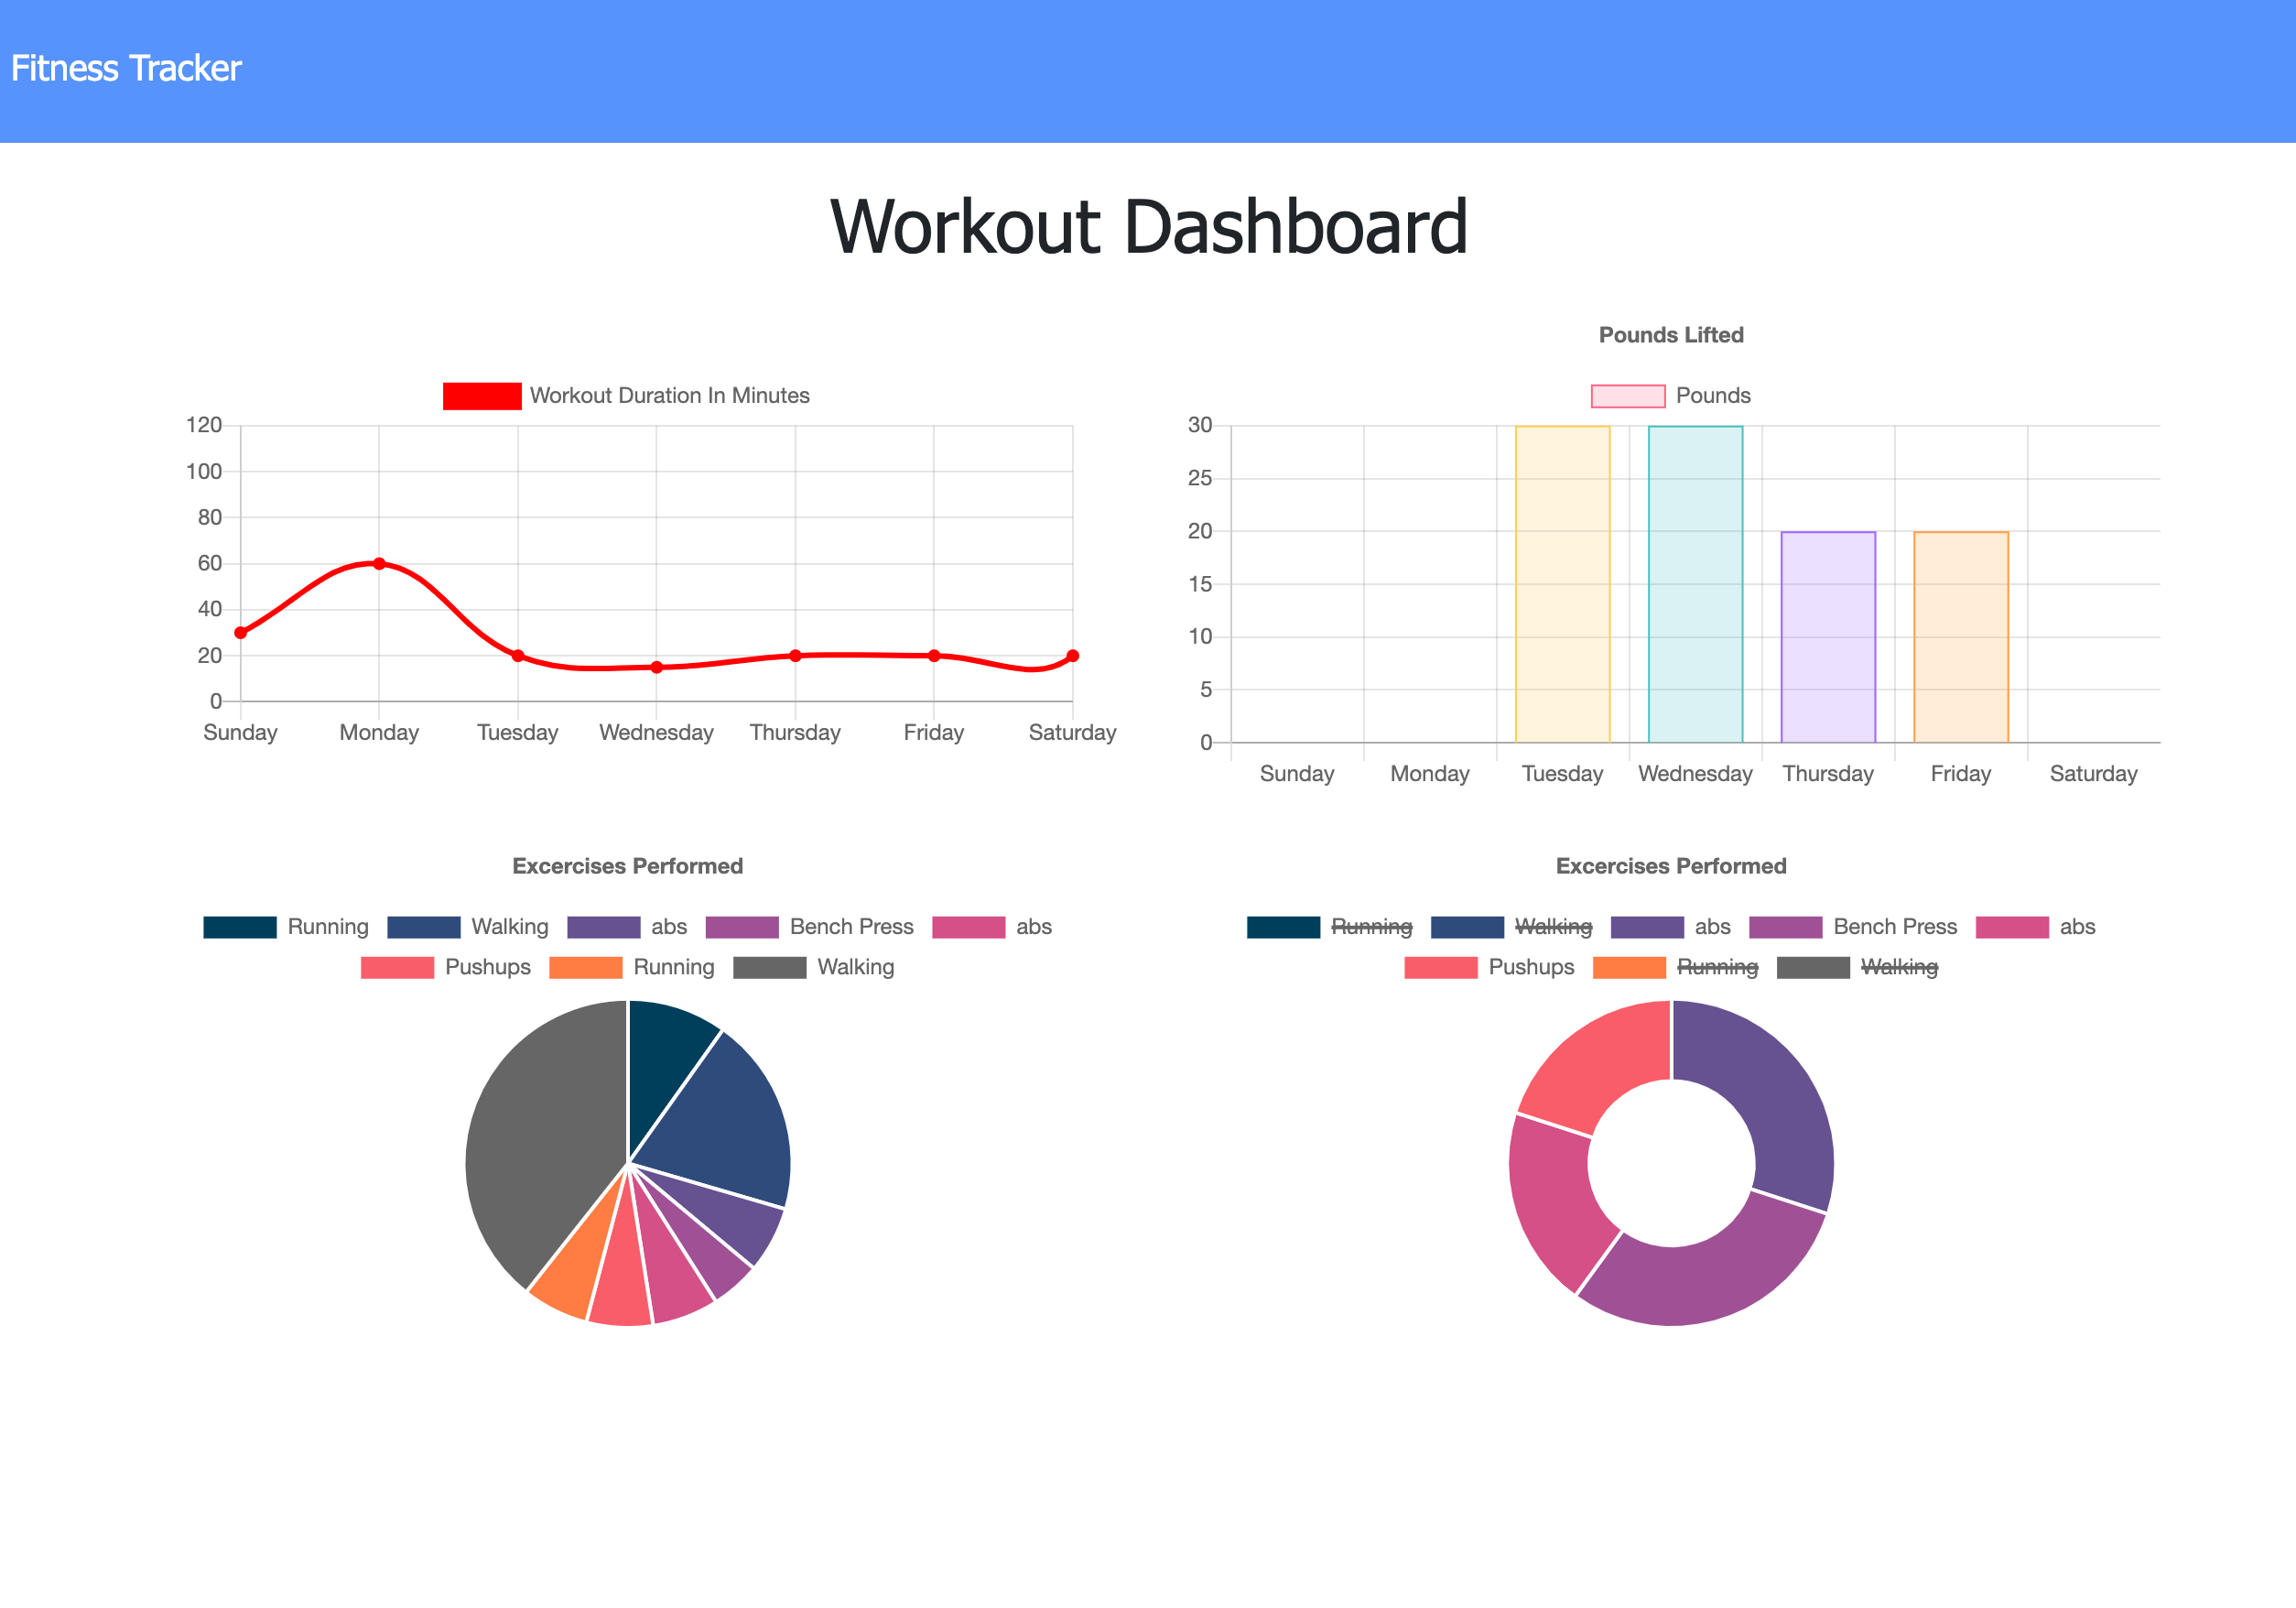 Fitness Tracker
Workout Dashboard
Workout Duration In Minutes
120
100
80
60
40
20
0
Sunday Monday Tuesday Wednesday Thursday Friday Saturday
Pounds Lifted
Pounds
30
25
20
15
10
5
0
Sunday Monday Tuesday Wednesday Thursday Friday Saturday
Excercises Performed
Running Walking abs Bench Press abs
Pushups Running Walking
Excercises Performed
Running Walking abs Bench Press abs
Pushups Running Walking